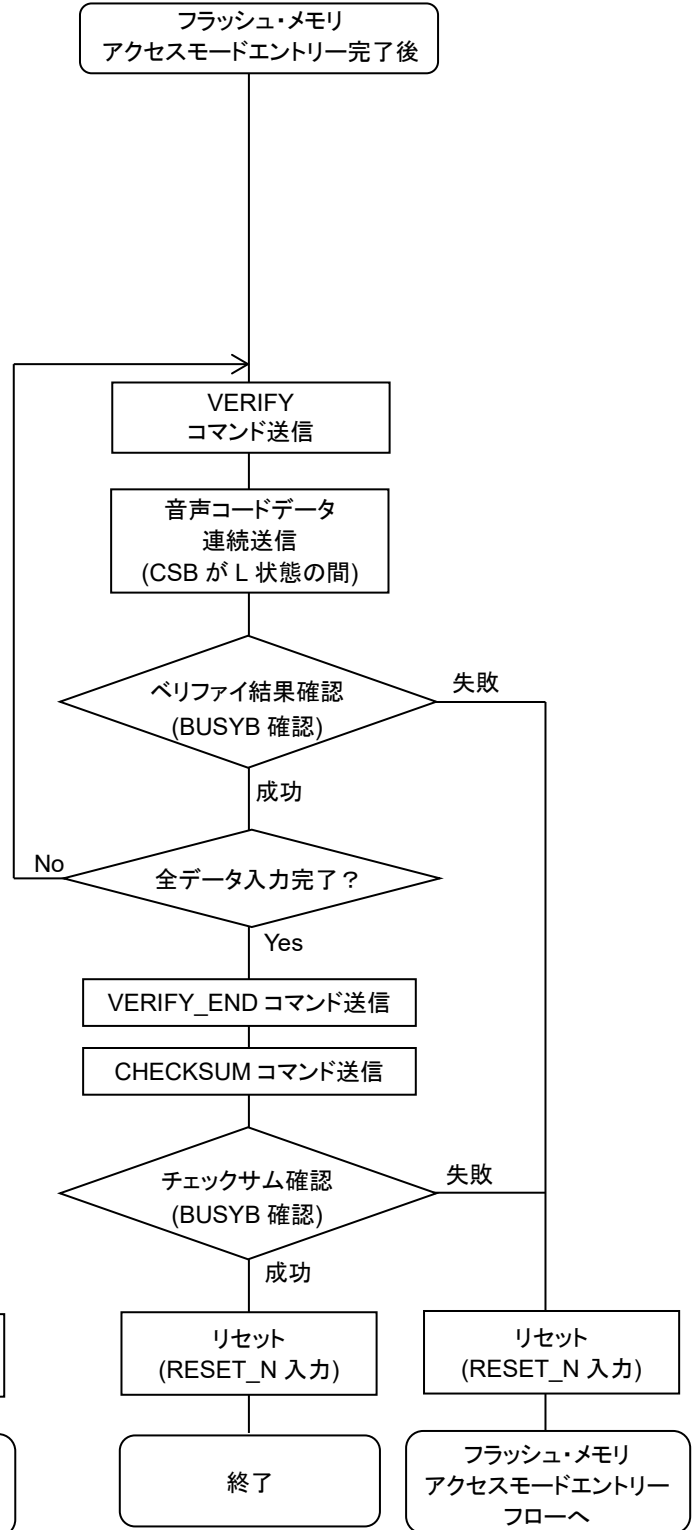 フラッシュ・メモリ
アクセスモードエントリー完了後
VERIFY
コマンド送信
音声コードデータ
連続送信
(CSB が L 状態の間)
ベリファイ結果確認
(BUSYB 確認)
失敗
成功
No
全データ入力完了？
Yes
VERIFY_END コマンド送信
CHECKSUM コマンド送信
チェックサム確認
(BUSYB 確認)
失敗
成功
リセット
(RESET_N 入力)
リセット
(RESET_N 入力)
終了
フラッシュ・メモリ
アクセスモードエントリー
フローへ